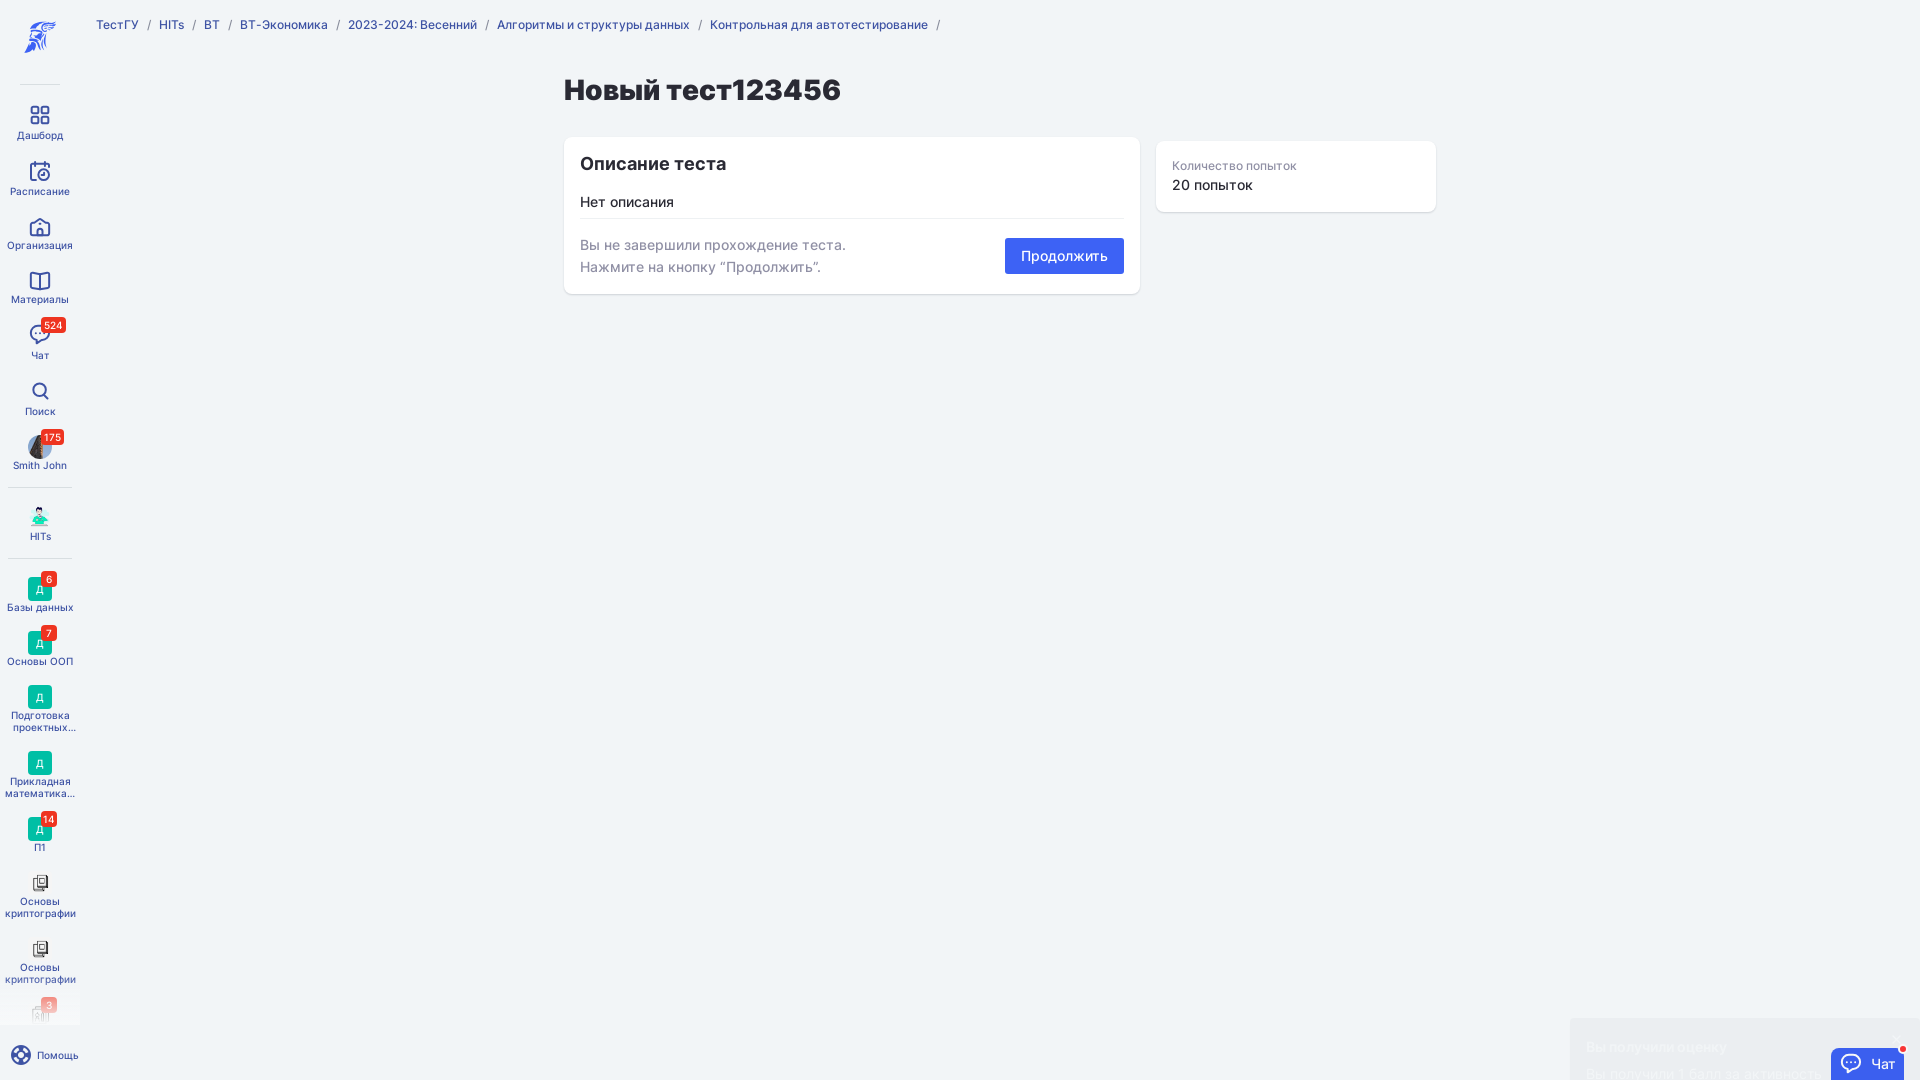 ТестГУ / HITs / ВТ / ВТ-Экономика / 2023-2024: Весенний / Алгоритмы и структуры данных / Контрольная для автотестирование /
Новый тест123456
Описание теста
Нет описания
Вы не завершили прохождение теста.
Нажмите на кнопку “Продолжить”.
Продолжить
Количество попыток
20 попыток
Дашборд
Расписание
Организация
Материалы
524
Чат
Поиск
175
Smith John
HITs
6
Д
Базы данных
7
Д
Основы ООП
Д
Подготовка
проектных...
Д
Прикладная
математика...
14
Д
П1
Основы
криптографии
Основы
криптографии
3
Помощь
Вы получили оценку
Вы получили 1 балл за активность
Чат